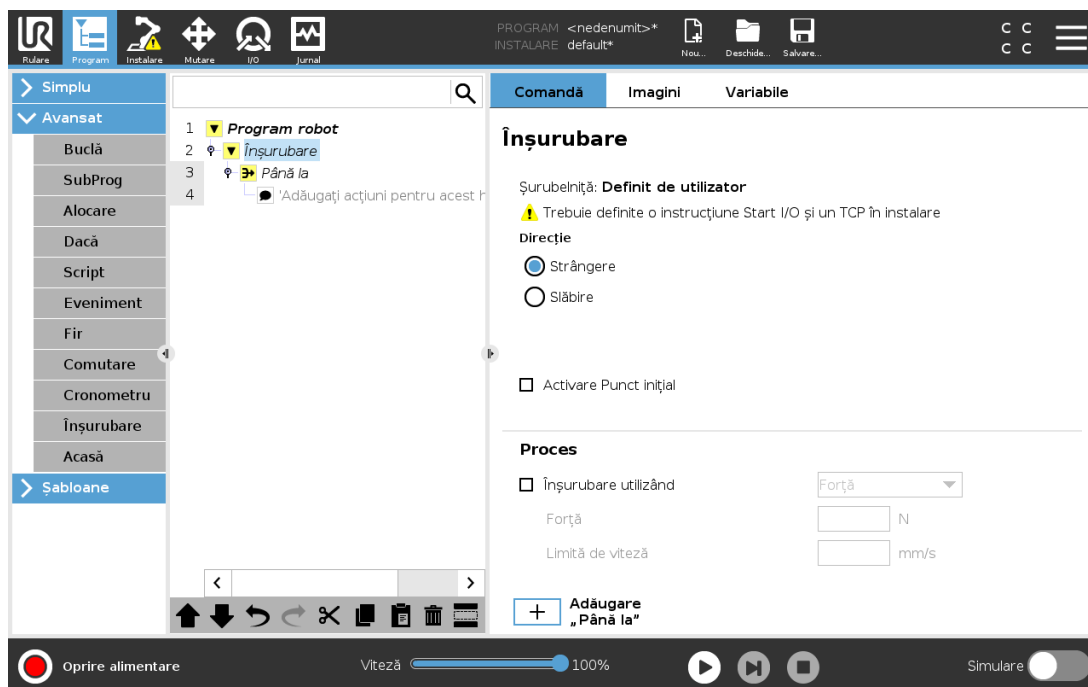 PROGRAM <nedenumit>*
INSTALARE default*
Rulare
Program
Instalare
Mutare
I/O
Jurnal
Nou...
Deschide...
Salvare...
C C
C C
Simplu
Avansat
Buclă
SubProg
Alocare
Dacă
Script
Eveniment
Fir
Comutare
Cronometru
Înșurubare
Acasă
Șabloane
1 Program robot
2 Înșurubare
3 Până la
4 'Adăugați acțiuni pentru acest h
Comandă Imagini Variabile
Înșurubare
Șurubelniță: Definit de utilizator
Trebuie definite o instrucțiune Start I/O și un TCP în instalare
Direcție
Strângere
Slăbire
Activare Punct inițial
Proces
Înșurubare utilizând Forță
Forță N
Limită de viteză mm/s
Adăugare
„Până la”
Oprire alimentare
Viteză 100%
Simulare